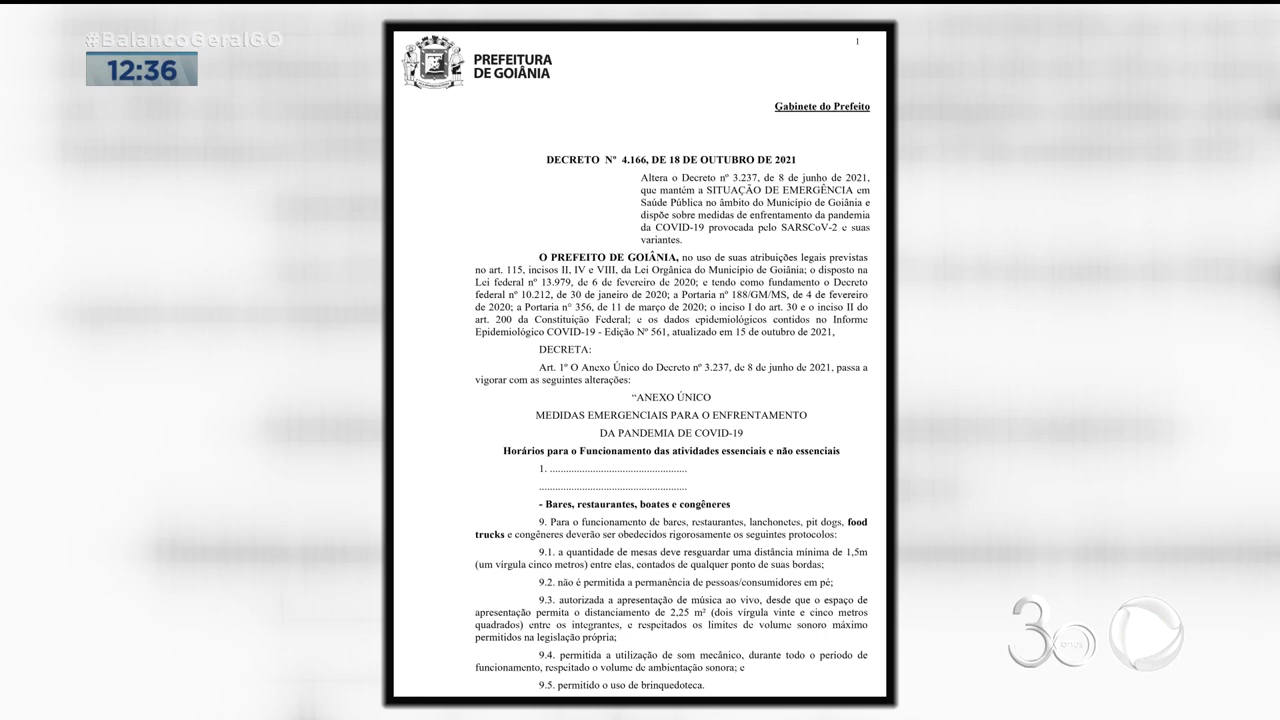 #BalancoGeralGO
12:36
1
PREFEITURA
DE GOIÂNIA
Gabinete do Prefeito
DECRETO Nº 4.166, DE 18 DE OUTUBRO DE 2021
Altera o Decreto nº 3.237, de 8 de junho de 2021,
que mantém a SITUAÇÃO DE EMERGÊNCIA em
Saúde Pública no âmbito do Município de Goiânia e
dispõe sobre medidas de enfrentamento da pandemia
da COVID-19 provocada pelo SARSCoV-2 e suas
variantes.
O PREFEITO DE GOIÂNIA, no uso de suas atribuições legais previstas
no art. 115, incisos II, IV e VIII, da Lei Orgânica do Município de Goiânia; o disposto na
Lei federal nº 13.979, de 6 de fevereiro de 2020; e tendo como fundamento o Decreto
federal nº 10.212, de 30 de janeiro de 2020; a Portaria nº 188/GM/MS, de 4 de fevereiro
de 2020; a Portaria n° 356, de 11 de março de 2020; o inciso I do art. 30 e o inciso II do
art. 200 da Constituição Federal; e os dados epidemiológicos contidos no Informe
Epidemiológico COVID-19 - Edição Nº 561, atualizado em 15 de outubro de 2021,
DECRETA:
Art. 1º O Anexo Único do Decreto nº 3.237, de 8 de junho de 2021, passa a
vigorar com as seguintes alterações:
“ANEXO ÚNICO
MEDIDAS EMERGENCIAIS PARA O ENFRENTAMENTO
DA PANDEMIA DE COVID-19
Horários para o Funcionamento das atividades essenciais e não essenciais
1. ......................................................
......................................................
- Bares, restaurantes, boates e congêneres
9. Para o funcionamento de bares, restaurantes, lanchonetes, pit dogs, food
trucks e congêneres deverão ser obedecidos rigorosamente os seguintes protocolos:
9.1. a quantidade de mesas deve resguardar uma distância mínima de 1,5m
(um vírgula cinco metros) entre elas, contados de qualquer ponto de suas bordas;
9.2. não é permitida a permanência de pessoas/consumidores em pé;
9.3. autorizada a apresentação de música ao vivo, desde que o espaço de
apresentação permita o distanciamento de 2,25 m² (dois vírgula vinte e cinco metros
quadrados) entre os integrantes, e respeitados os limites de volume sonoro máximo
permitidos na legislação própria;
9.4. permitida a utilização de som mecânico, durante todo o período de
funcionamento, respeitado o volume de ambientação sonora; e
9.5. permitido o uso de brinquedoteca.
30 anos